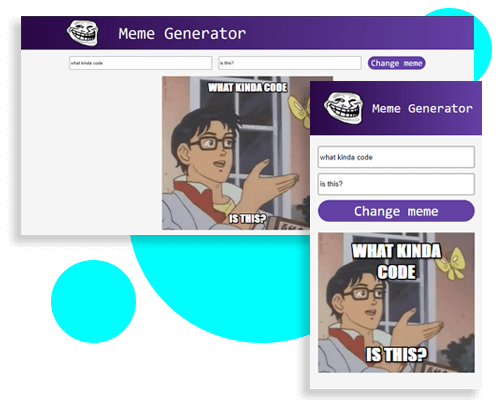 Meme Generator
what kinda code
is this?
Change meme
WHAT KINDA CODE
IS THIS?
Meme Generator
what kinda code
is this?
Change meme
WHAT KINDA
CODE
IS THIS?